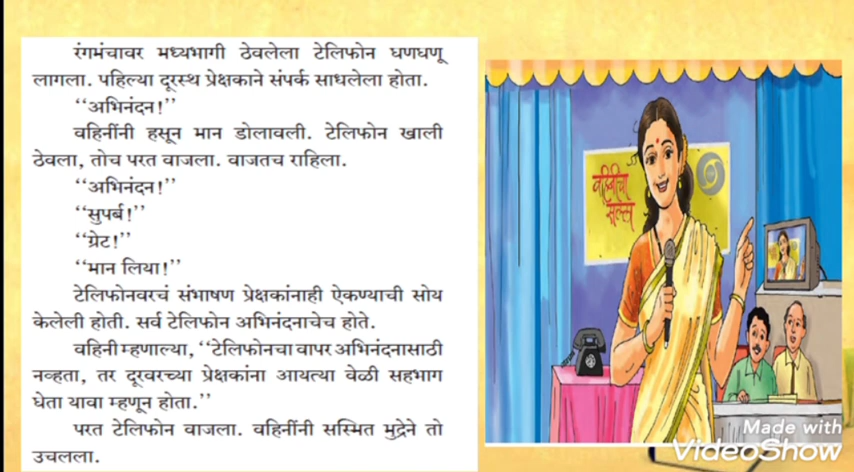 रंगमंचावर मध्यभागी ठेवलेला टेलिफोन घणघणू
लागला. पहिल्या दूरस्थ प्रेक्षकाने संपर्क साधलेला होता.
“अभिनंदन!”
वहिनींनी हसून मान डोलावली. टेलिफोन खाली
ठेवला, तोच परत वाजला. वाजतच राहिला.
“अभिनंदन!”
“सुपर्ब!”
“ग्रेट!”
“मान लिया!”
टेलिफोनवरचं संभाषण प्रेक्षकांनाही ऐकण्याची सोय
केलेली होती. सर्व टेलिफोन अभिनंदनाचेच होते.
वहिनी म्हणाल्या, “टेलिफोनचा वापर अभिनंदनासाठी
नव्हता, तर दूरवरच्या प्रेक्षकांना आयत्या वेळी सहभाग
घेता यावा म्हणून होता.”
परत टेलिफोन वाजला. वहिनींनी सस्मित मुद्रेने तो
उचलला.
वहिनींचा
Made with
VideoShow